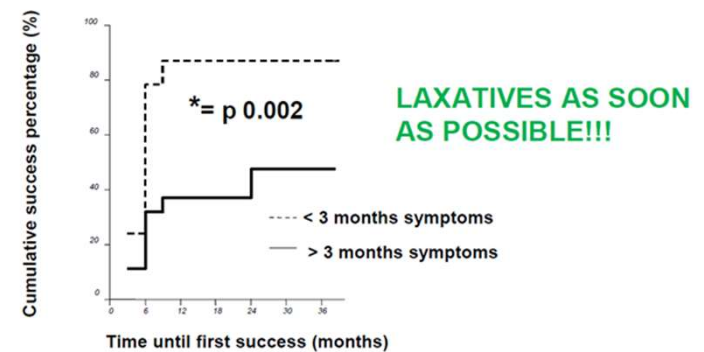 Cumulative success percentage (%)
100
80
60
40
20
0
*= p 0.002
LAXATIVES AS SOON
AS POSSIBLE!!!
< 3 months symptoms
> 3 months symptoms
0 6 12 18 24 30 36
Time until first success (months)